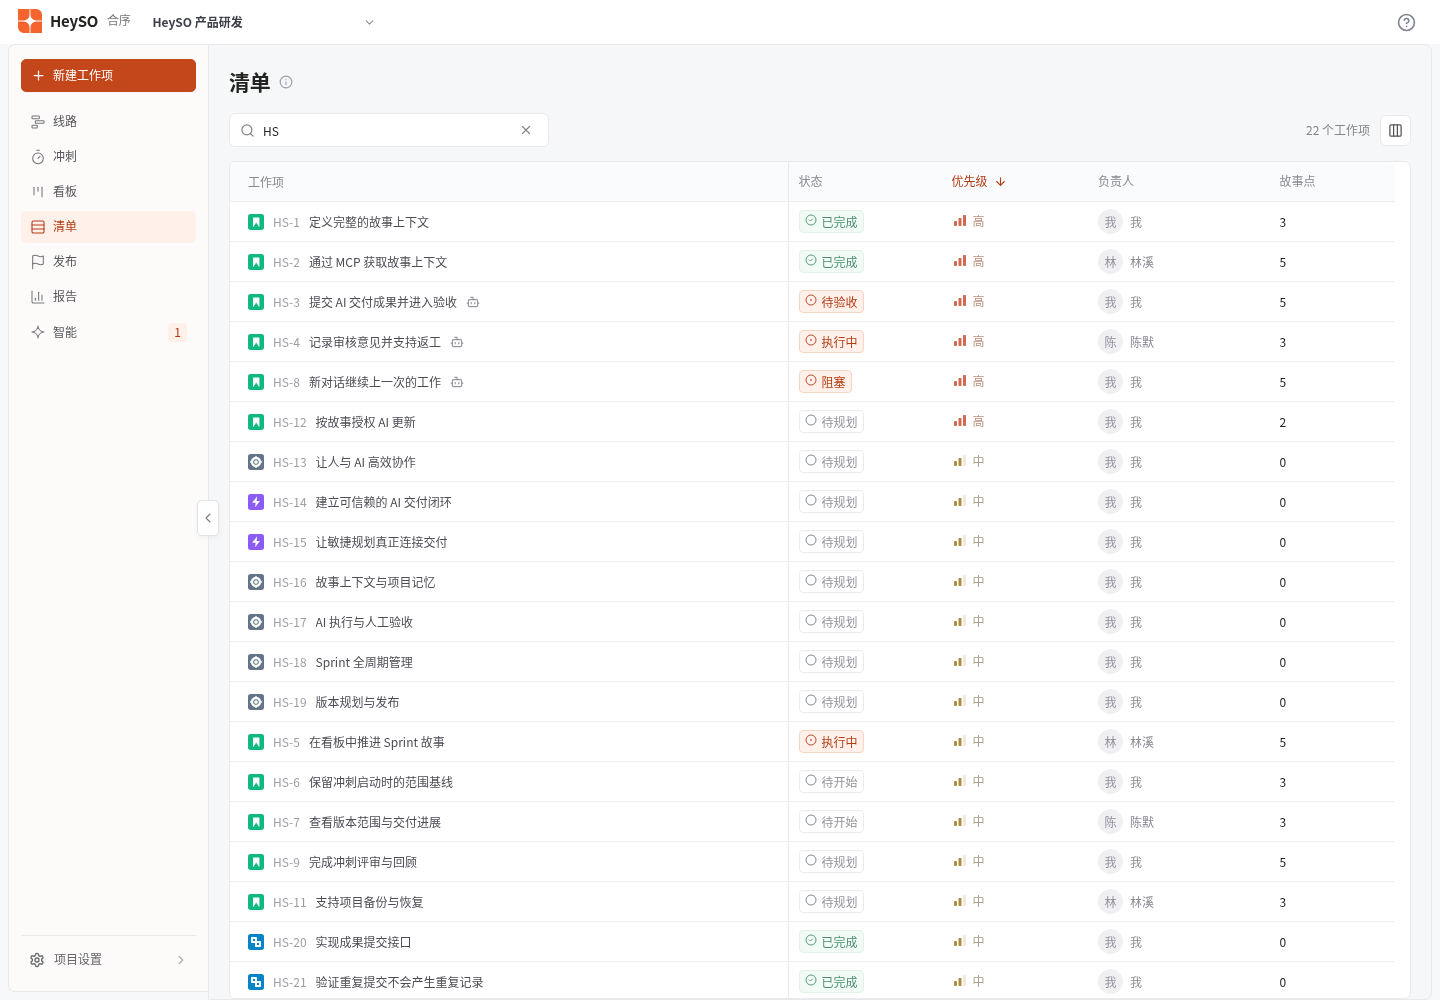 HeySO 合序 HeySO 产品研发
新建工作项
线路
冲刺
看板
清单
发布
报告
智能 1
项目设置
清单
HS
22 个工作项
工作项 状态 优先级 负责人 故事点
HS-1 定义完整的故事上下文 已完成 高 我 我 3
HS-2 通过 MCP 获取故事上下文 已完成 高 林 林溪 5
HS-3 提交 AI 交付成果并进入验收 待验收 高 我 我 5
HS-4 记录审核意见并支持返工 执行中 高 陈 陈默 3
HS-8 新对话继续上一次的工作 阻塞 高 我 我 5
HS-12 按故事授权 AI 更新 待规划 高 我 我 2
HS-13 让人与 AI 高效协作 待规划 中 我 我 0
HS-14 建立可信赖的 AI 交付闭环 待规划 中 我 我 0
HS-15 让敏捷规划真正连接交付 待规划 中 我 我 0
HS-16 故事上下文与项目记忆 待规划 中 我 我 0
HS-17 AI 执行与人工验收 待规划 中 我 我 0
HS-18 Sprint 全周期管理 待规划 中 我 我 0
HS-19 版本规划与发布 待规划 中 我 我 0
HS-5 在看板中推进 Sprint 故事 执行中 中 林 林溪 5
HS-6 保留冲刺启动时的范围基线 待开始 中 我 我 3
HS-7 查看版本范围与交付进展 待开始 中 陈 陈默 3
HS-9 完成冲刺评审与回顾 待规划 中 我 我 5
HS-11 支持项目备份与恢复 待规划 中 林 林溪 3
HS-20 实现成果提交接口 已完成 中 我 我 0
HS-21 验证重复提交不会产生重复记录 已完成 中 我 我 0